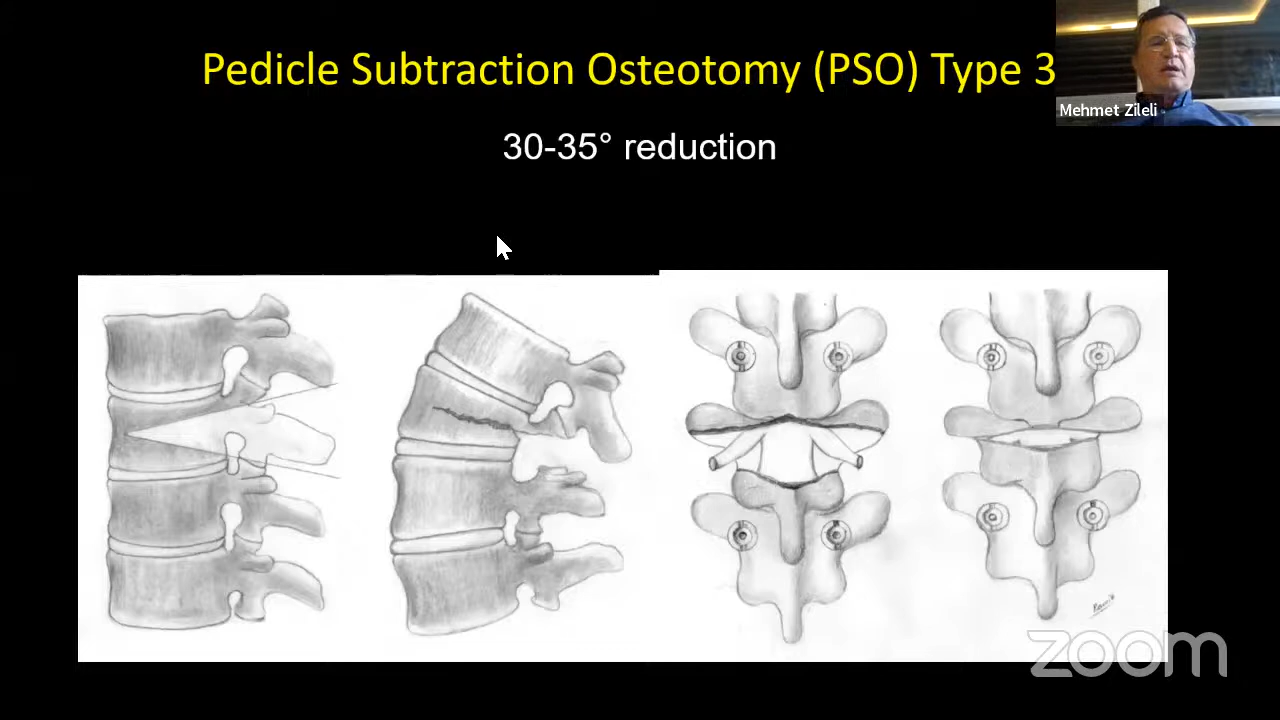 Pedicle Subtraction Osteotomy (PSO) Type 3
Mehmet Zileli
30-35° reduction
zoom